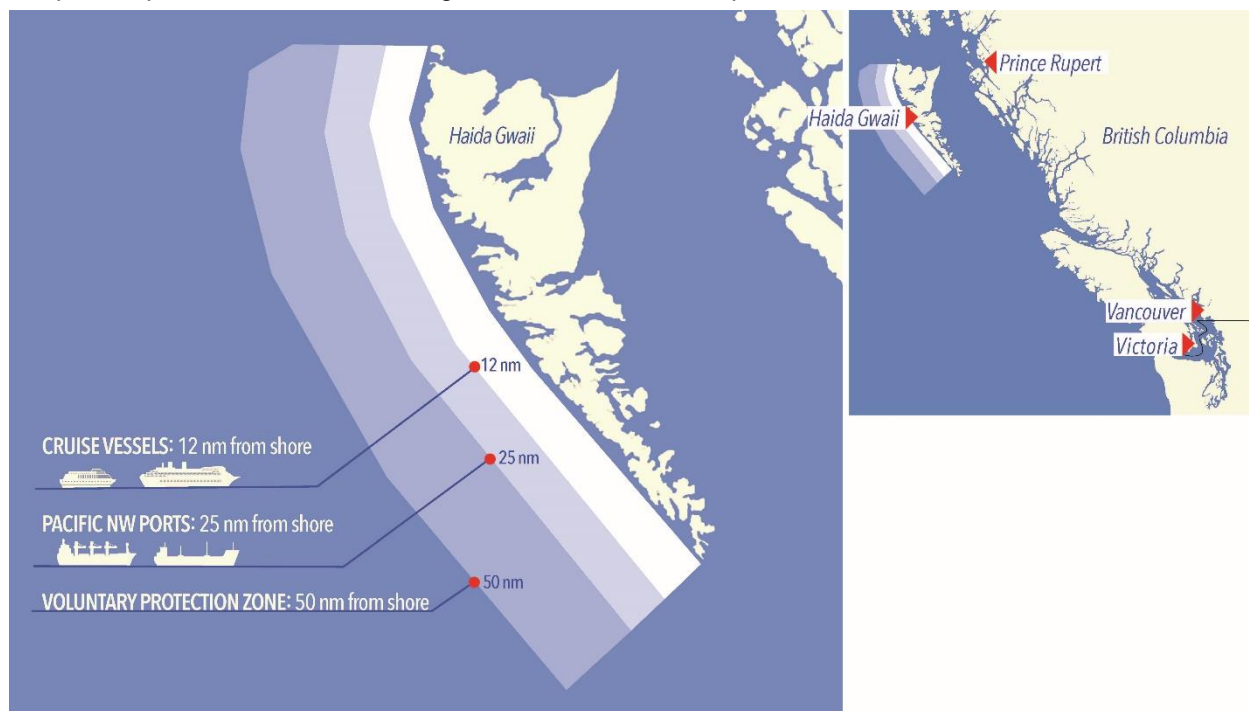 Haida Gwaii
12 nm
25 nm
50 nm
CRUISE VESSELS: 12 nm from shore
PACIFIC NW PORTS: 25 nm from shore
VOLUNTARY PROTECTION ZONE: 50 nm from shore
Prince Rupert
Haida Gwaii
British Columbia
Vancouver
Victoria